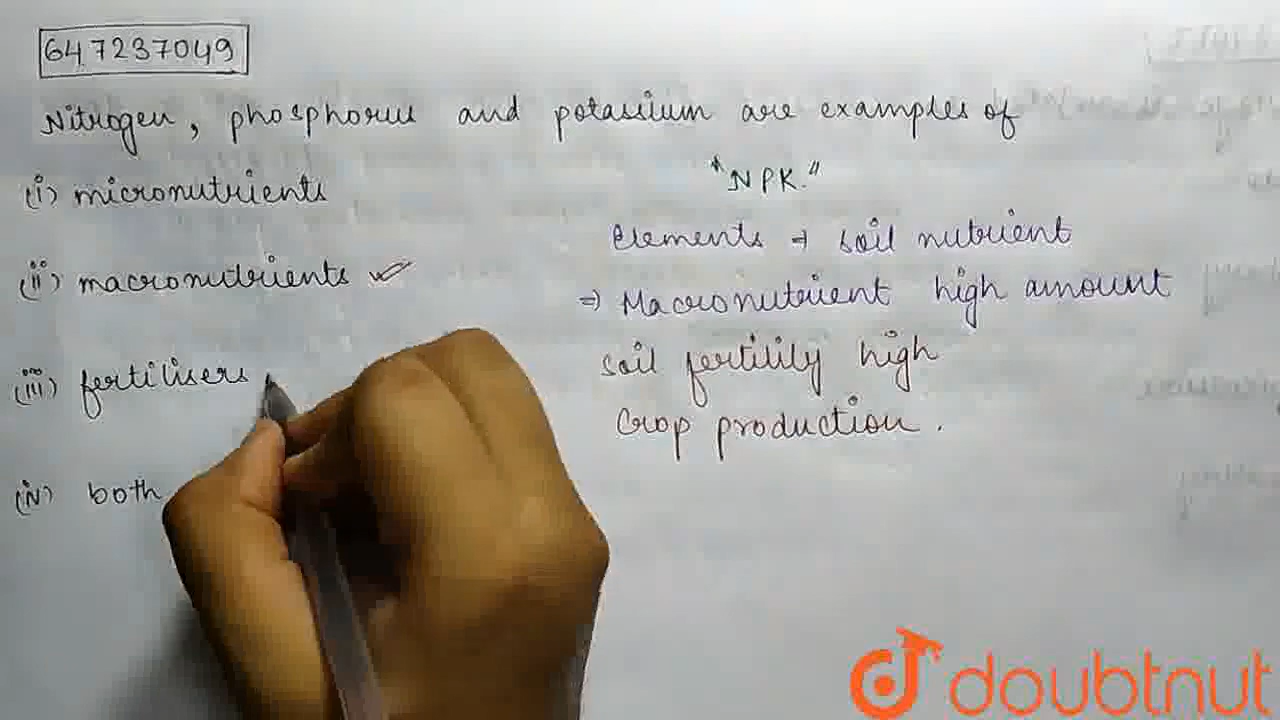 647237049
Nitrogen, phosphorus and potassium are examples of
(i) micronutrients
(ii) macronutrients
(iii) fertilisers
(iv) both
"NPK."
Elements ⇒ soil nutrient
⇒ Macronutrient high amount
soil fertility high
Crop production.
doubtnut